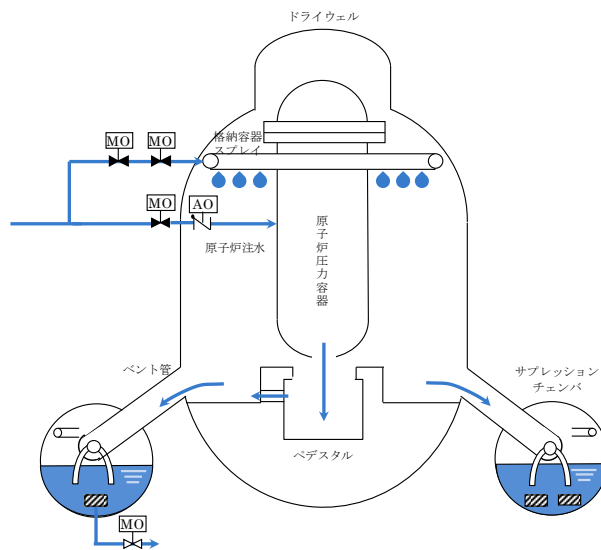 ドライウェル
格納容器
スプレイ
MO
MO
MO
AO
原子炉注水
原子炉圧力容器
ベント管
サプレッション
チェンバ
ペデスタル
MO